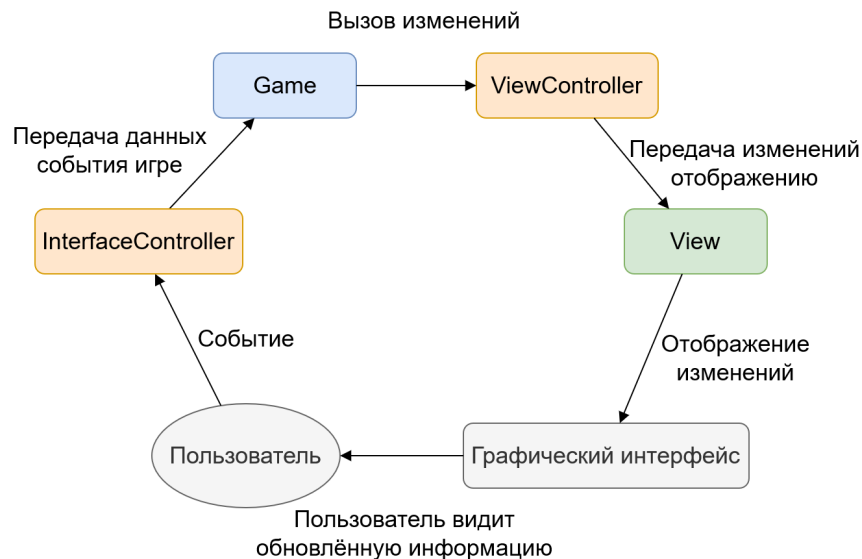 Вызов изменений
Game
ViewController
Передача данных
события игре
Передача изменений
отображению
InterfaceController
View
Событие
Отображение
изменений
Пользователь
Графический интерфейс
Пользователь видит
обновлённую информацию